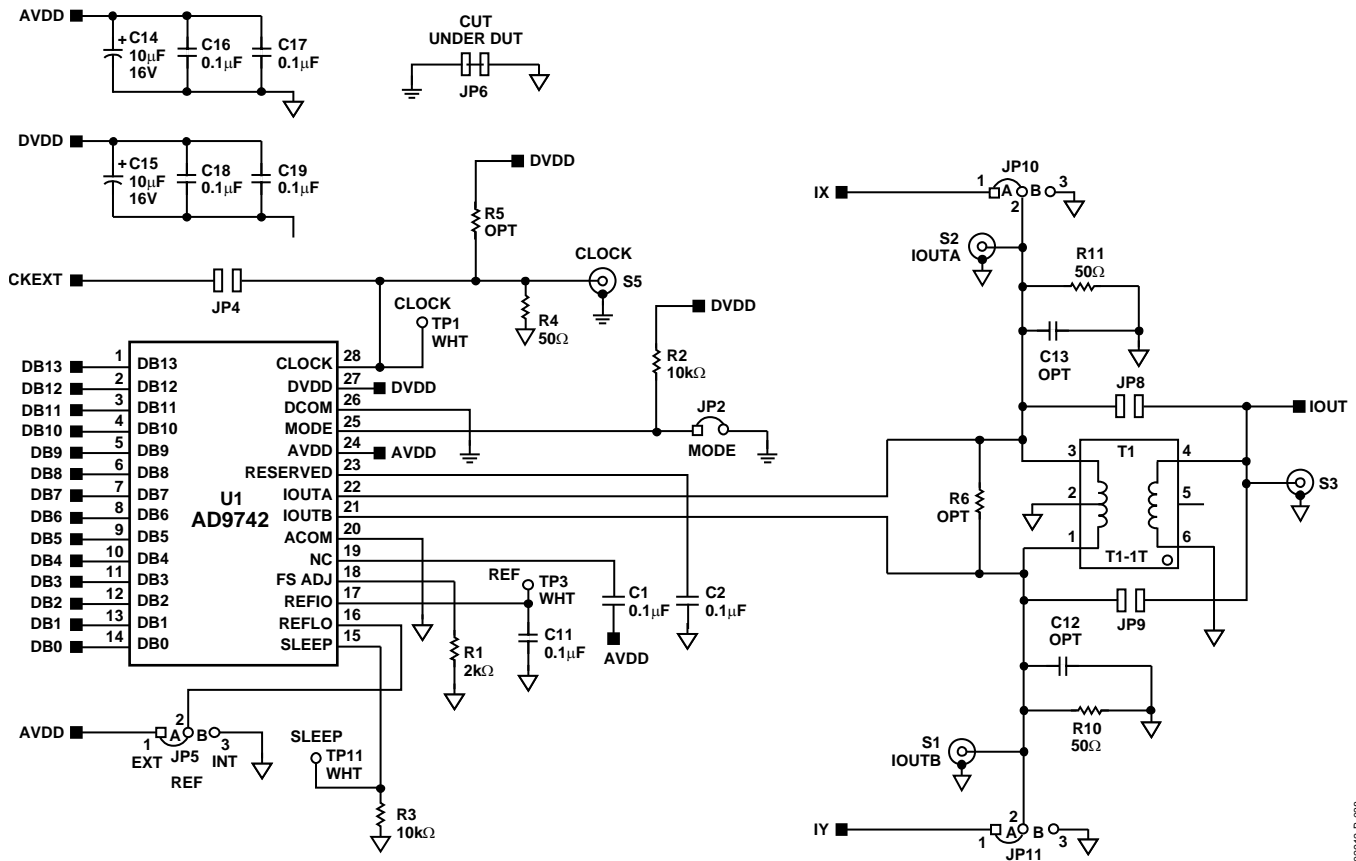 AVDD
+ C14
10µF
16V
C16
0.1µF
C17
0.1µF
CUT
UNDER DUT
JP6
DVDD
+ C15
10µF
16V
C18
0.1µF
C19
0.1µF
DVDD
R5
OPT
CLOCK
S5
CKEXT
JP4
CLOCK
TP1
WHT
R4
50Ω
DVDD
R2
10kΩ
JP2
MODE
DB13 1 DB13
DB12 2 DB12
DB11 3 DB11
DB10 4 DB10
DB9 5 DB9
DB8 6 DB8
DB7 7 DB7
DB6 8 DB6
DB5 9 DB5
DB4 10 DB4
DB3 11 DB3
DB2 12 DB2
DB1 13 DB1
DB0 14 DB0
U1
AD9742
CLOCK 28
DVDD 27 DVDD
DCOM 26
MODE 25
AVDD 24 AVDD
RESERVED 23
IOUTA 22
IOUTB 21
ACOM 20
NC 19
FS ADJ 18
REFIO 17
REFLO 16
SLEEP 15
REF
TP3
WHT
C1
0.1µF
AVDD
C2
0.1µF
C11
0.1µF
R1
2kΩ
AVDD
1 A 2 B 3
EXT JP5 INT
REF
SLEEP
TP11
WHT
R3
10kΩ
JP10
IX
1 A B 3
2
S2
IOUTA
R11
50Ω
C13
OPT
JP8
IOUT
R6
OPT
3 T1 4
2 5
1 6
T1-1T
S3
JP9
C12
OPT
R10
50Ω
S1
IOUTB
IY
2
1 A B 3
JP11